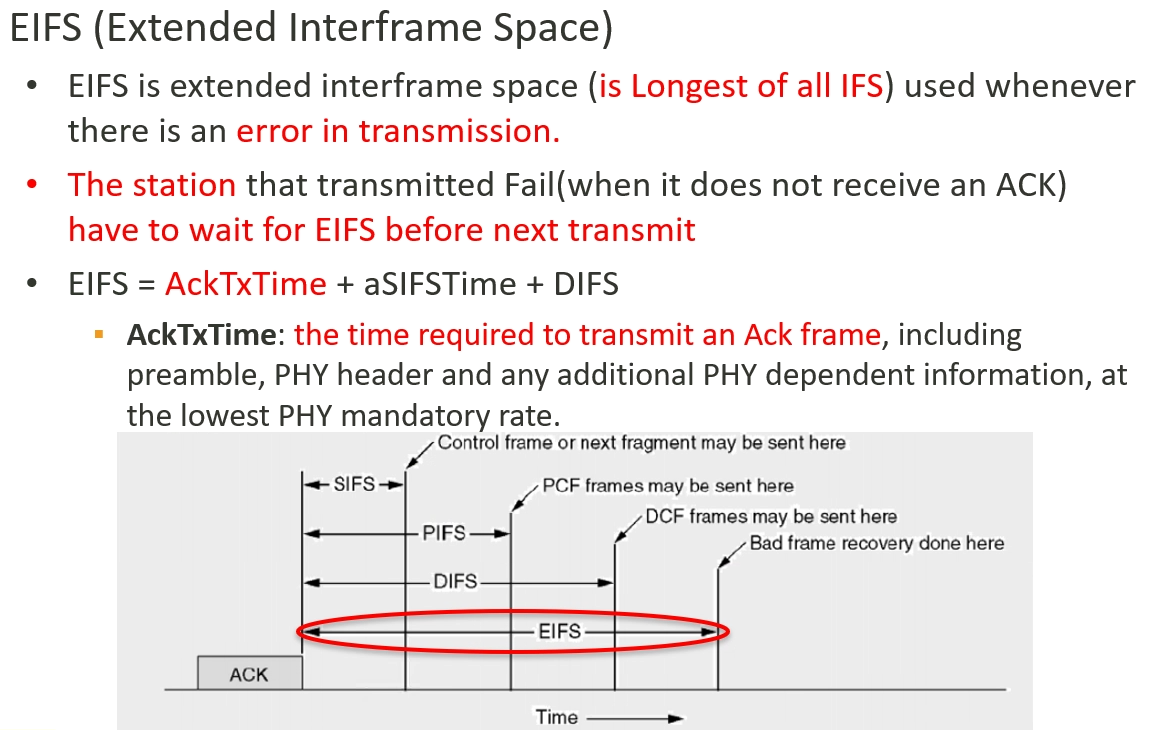 EIFS (Extended Interframe Space)
• EIFS is extended interframe space (is Longest of all IFS) used whenever
there is an error in transmission.
• The station that transmitted Fail(when it does not receive an ACK)
have to wait for EIFS before next transmit
• EIFS = AckTxTime + aSIFSTime + DIFS
▪ AckTxTime: the time required to transmit an Ack frame, including
preamble, PHY header and any additional PHY dependent information, at
the lowest PHY mandatory rate.
Control frame or next fragment may be sent here
SIFS
PCF frames may be sent here
DCF frames may be sent here
PIFS
Bad frame recovery done here
DIFS
EIFS
ACK
Time